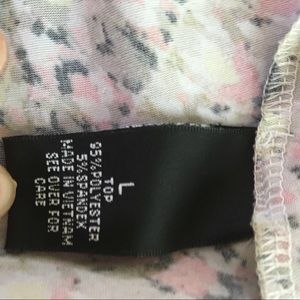 L
TOP
95%POLYESTER
5%SPANDEX
MADE IN VIETNAM
SEE OVER FOR
CARE